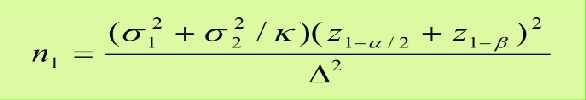 n₁ = (σ₁² + σ₂² / κ)(z₁₋α/₂ + z₁₋β)² / Δ²